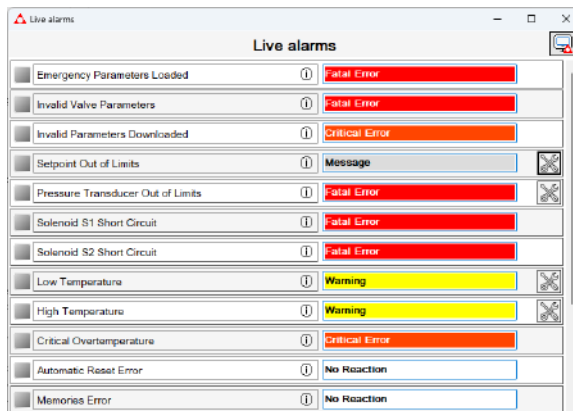 Live alarms
Live alarms
Emergency Parameters Loaded Fatal Error
Invalid Valve Parameters Fatal Error
Invalid Parameters Downloaded Critical Error
Setpoint Out of Limits Message
Pressure Transducer Out of Limits Fatal Error
Solenoid S1 Short Circuit Fatal Error
Solenoid S2 Short Circuit Fatal Error
Low Temperature Warning
High Temperature Warning
Critical Overtemperature Critical Error
Automatic Reset Error No Reaction
Memories Error No Reaction